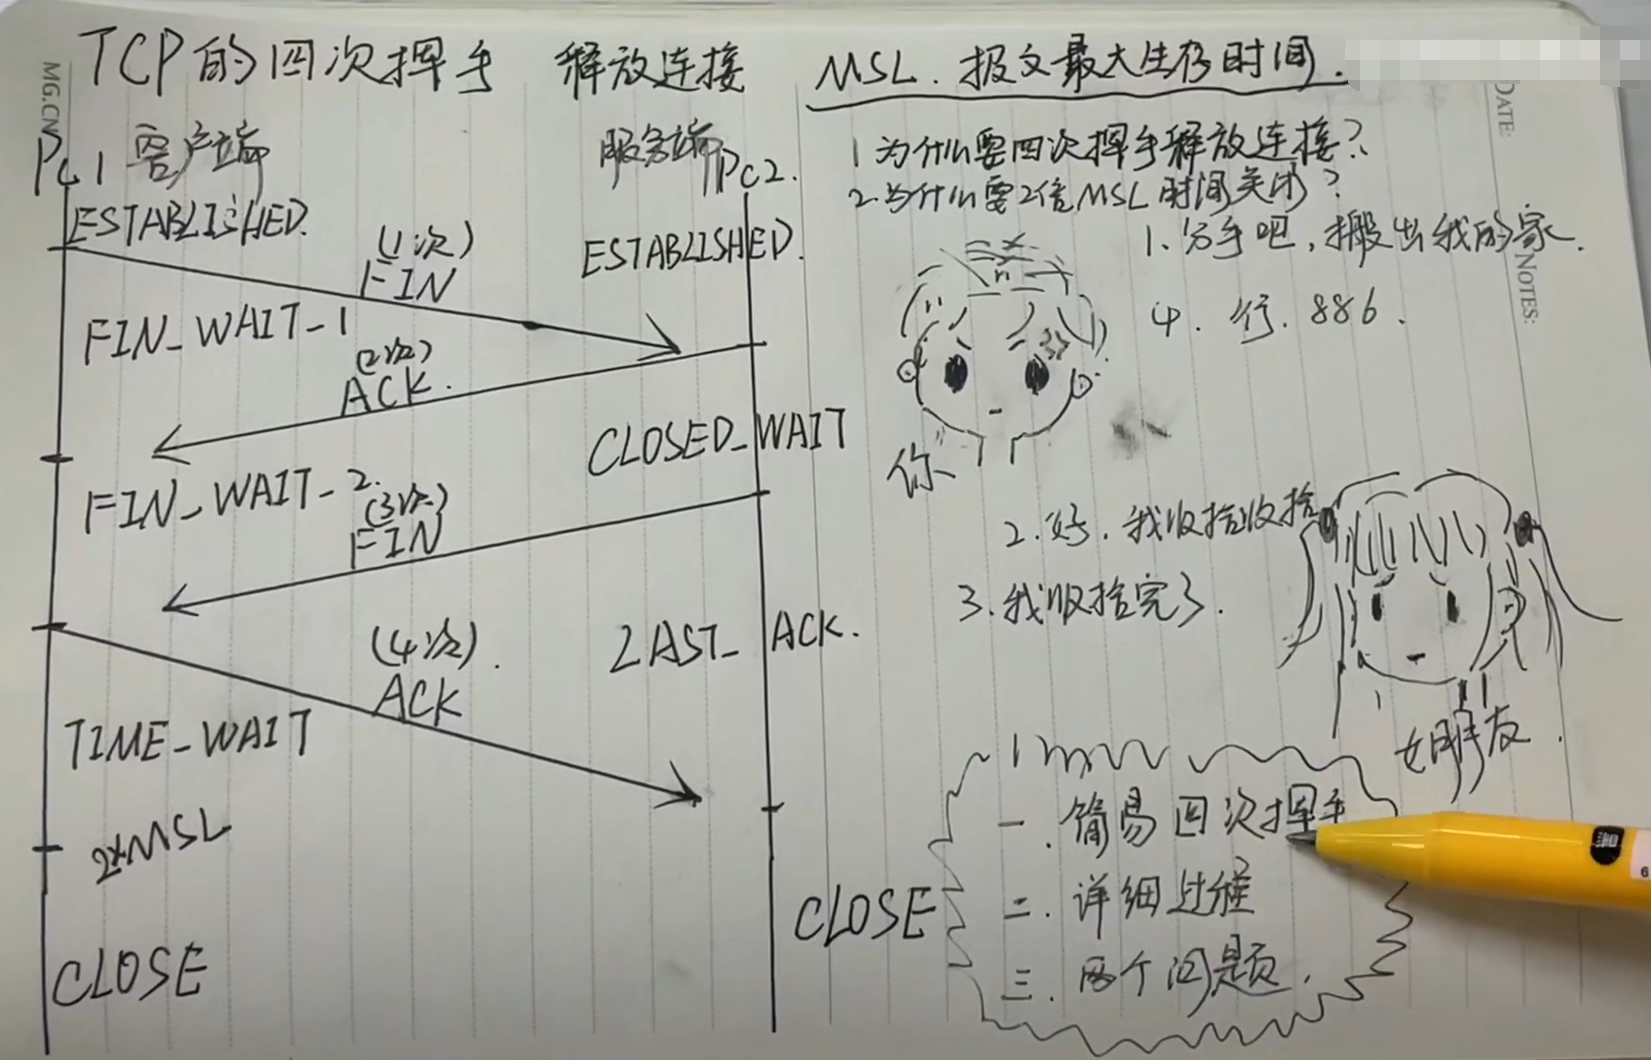 TCP的四次挥手 释放连接
MSL. 报文最大生存时间.
MG.CN
DATE:
NOTES:
PC1 客户端
服务端 PC2.
ESTABLISHED.
ESTABLISHED.
(1次)
FIN
FIN_WAIT_1
(2次)
ACK.
CLOSED_WAIT
FIN_WAIT_2.
(3次)
FIN
LAST_ACK.
(4次).
ACK
TIME_WAIT
2*MSL
CLOSE
CLOSE
1 为什么要四次挥手释放连接?
2.为什么要2倍MSL时间关闭?
1. 分手吧,搬出我的家.
4. 行. 886.
你
2.好.我收拾收拾
3.我收拾完了.
女朋友.
一.简易四次挥手
二.详细过程
三.两个问题.
6